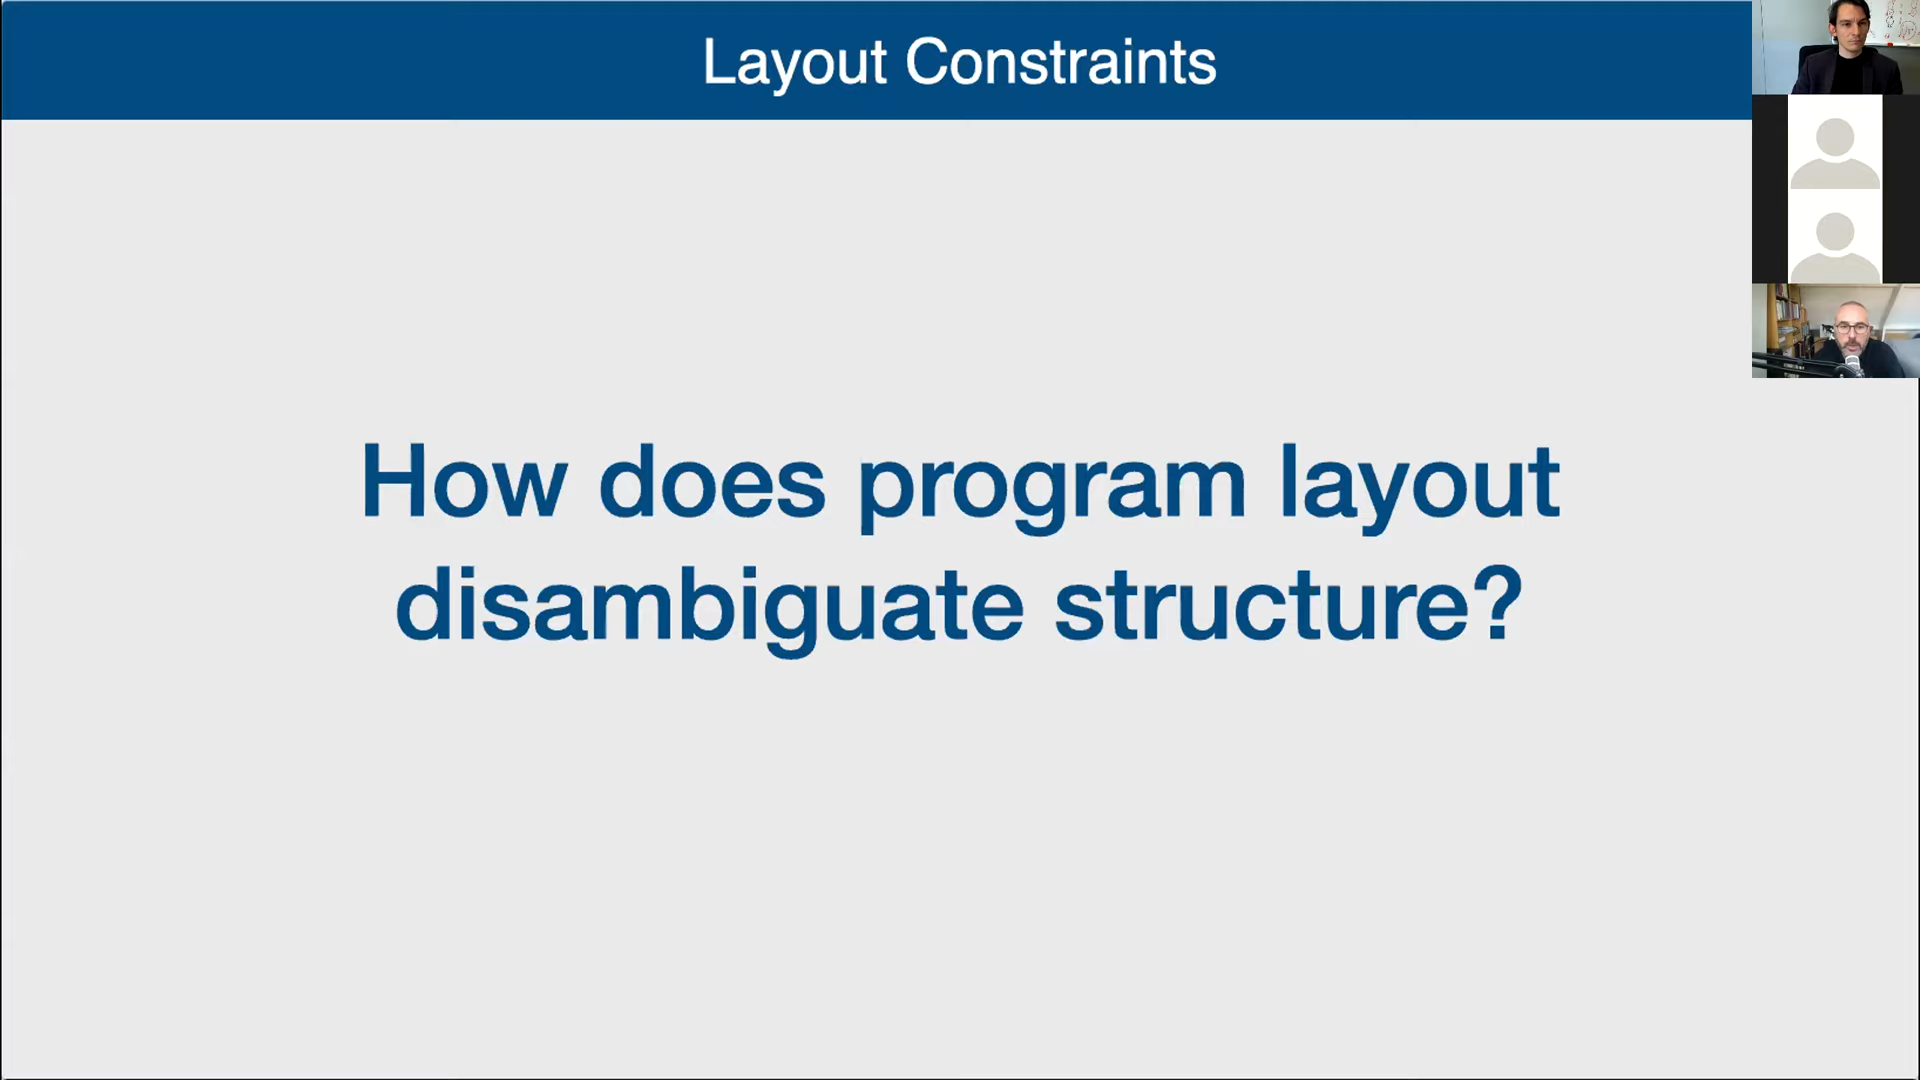 Layout Constraints
How does program layout
disambiguate structure?